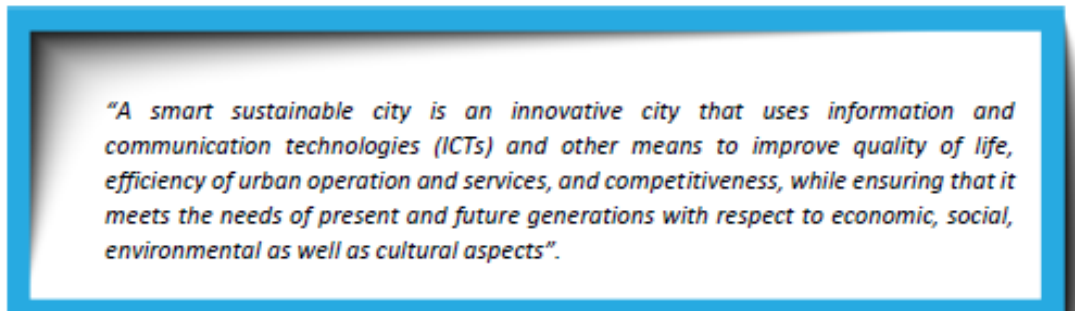 “A smart sustainable city is an innovative city that uses information and
communication technologies (ICTs) and other means to improve quality of life,
efficiency of urban operation and services, and competitiveness, while ensuring that it
meets the needs of present and future generations with respect to economic, social,
environmental as well as cultural aspects”.